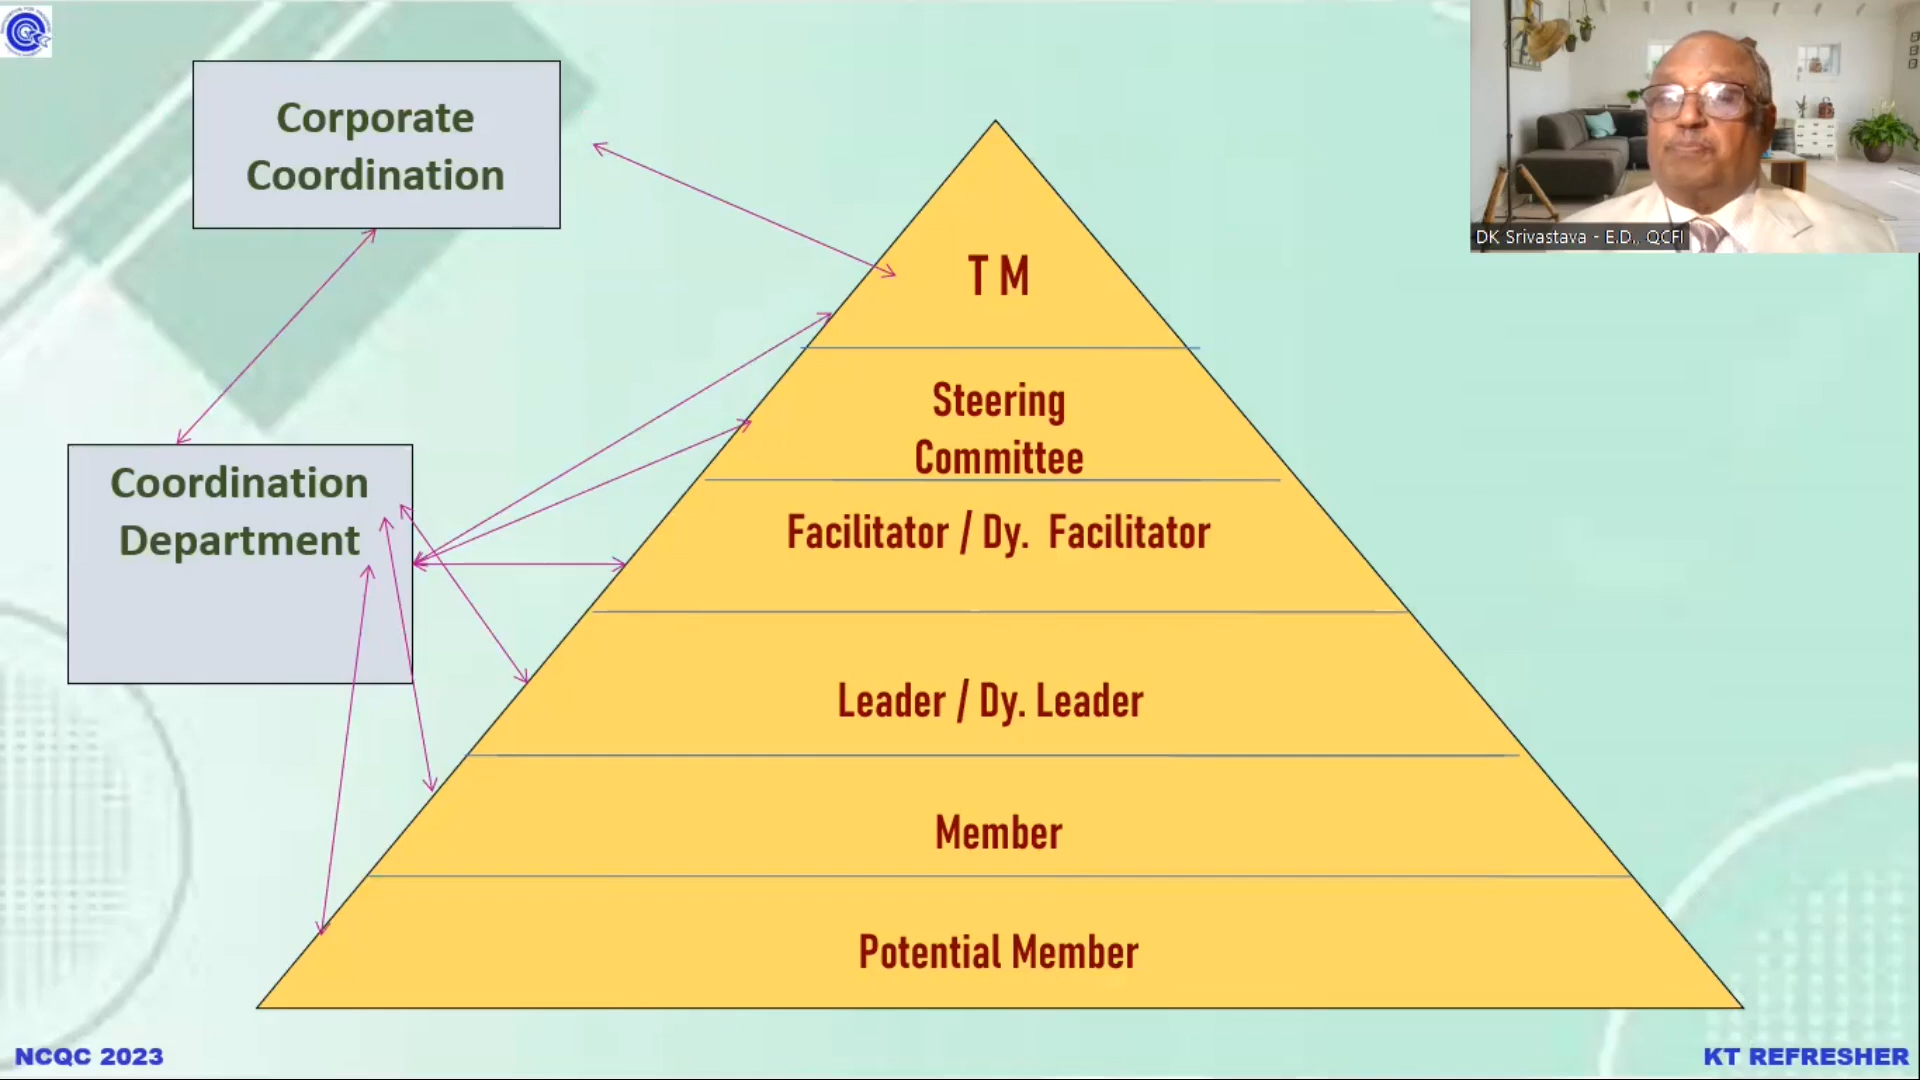 Corporate
Coordination
DK Srivastava - E.D., QCFI
T M
Steering
Committee
Coordination
Department
Facilitator / Dy. Facilitator
Leader / Dy. Leader
Member
Potential Member
NCQC 2023
KT REFRESHER